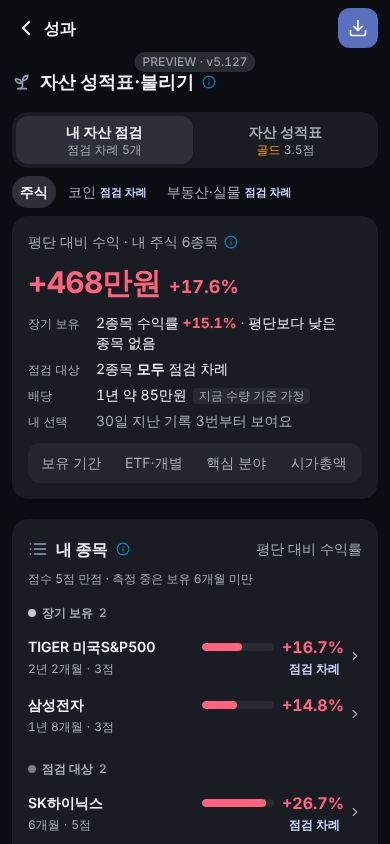 성과
PREVIEW · v5.127
자산 성적표·불리기
내 자산 점검
점검 차례 5개
자산 성적표
골드 3.5점
주식
코인 점검 차례
부동산·실물 점검 차례
평단 대비 수익 · 내 주식 6종목
+468만원 +17.6%
장기 보유 2종목 수익률 +15.1% · 평단보다 낮은
종목 없음
점검 대상 2종목 모두 점검 차례
배당 1년 약 85만원 지금 수량 기준 가정
내 선택 30일 지난 기록 3번부터 보여요
보유 기간 ETF·개별 핵심 분야 시가총액
내 종목 평단 대비 수익률
점수 5점 만점 · 측정 중은 보유 6개월 미만
장기 보유 2
TIGER 미국S&P500 +16.7%
2년 2개월 · 3점 점검 차례
삼성전자 +14.8%
1년 8개월 · 3점
점검 대상 2
SK하이닉스 +26.7%
6개월 · 5점 점검 차례